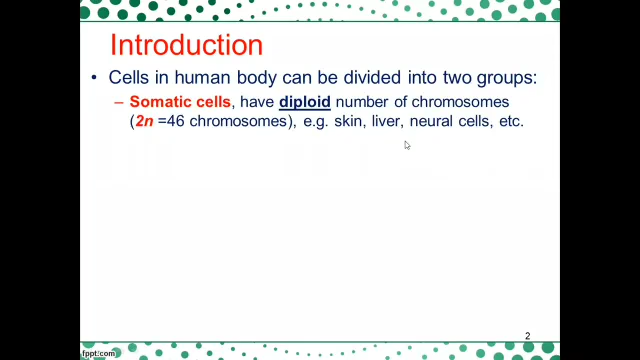 Introduction
• Cells in human body can be divided into two groups:
– Somatic cells, have diploid number of chromosomes
(2n =46 chromosomes), e.g. skin, liver, neural cells, etc.
2
fppt.com